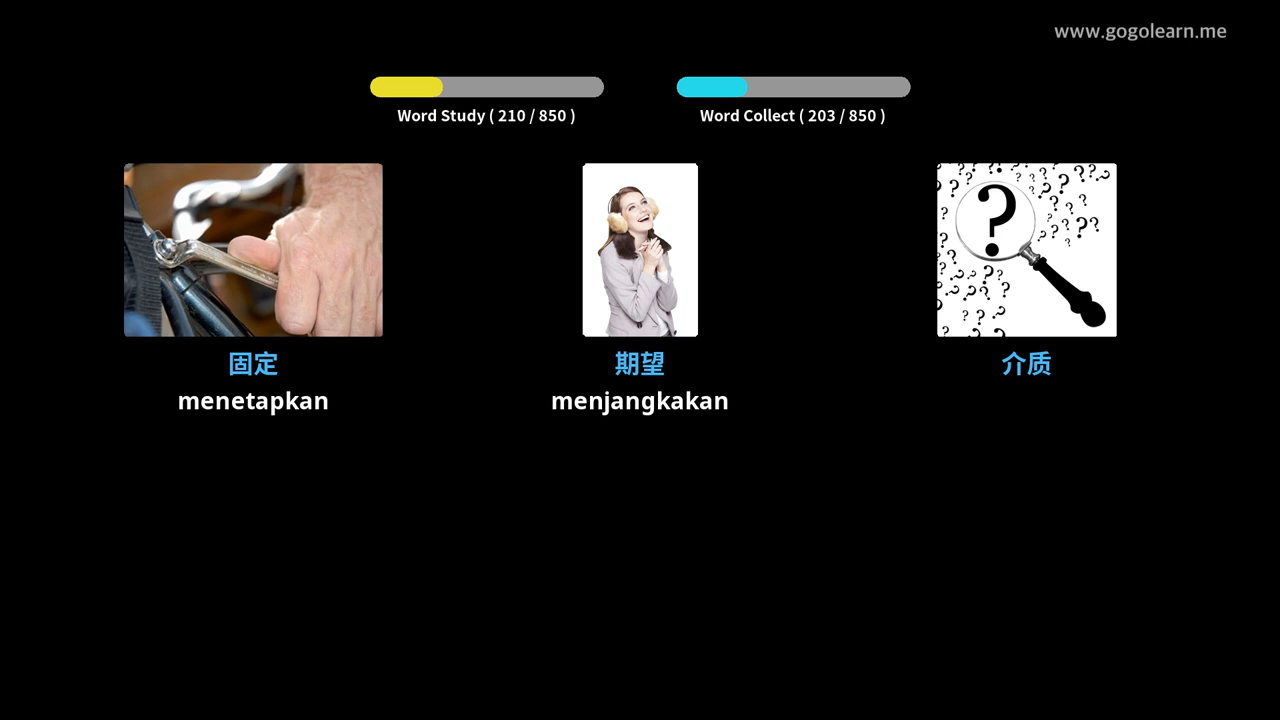 www.gogolearn.me
Word Study ( 210 / 850 )
Word Collect ( 203 / 850 )
固定
menetapkan
期望
menjangkakan
介质